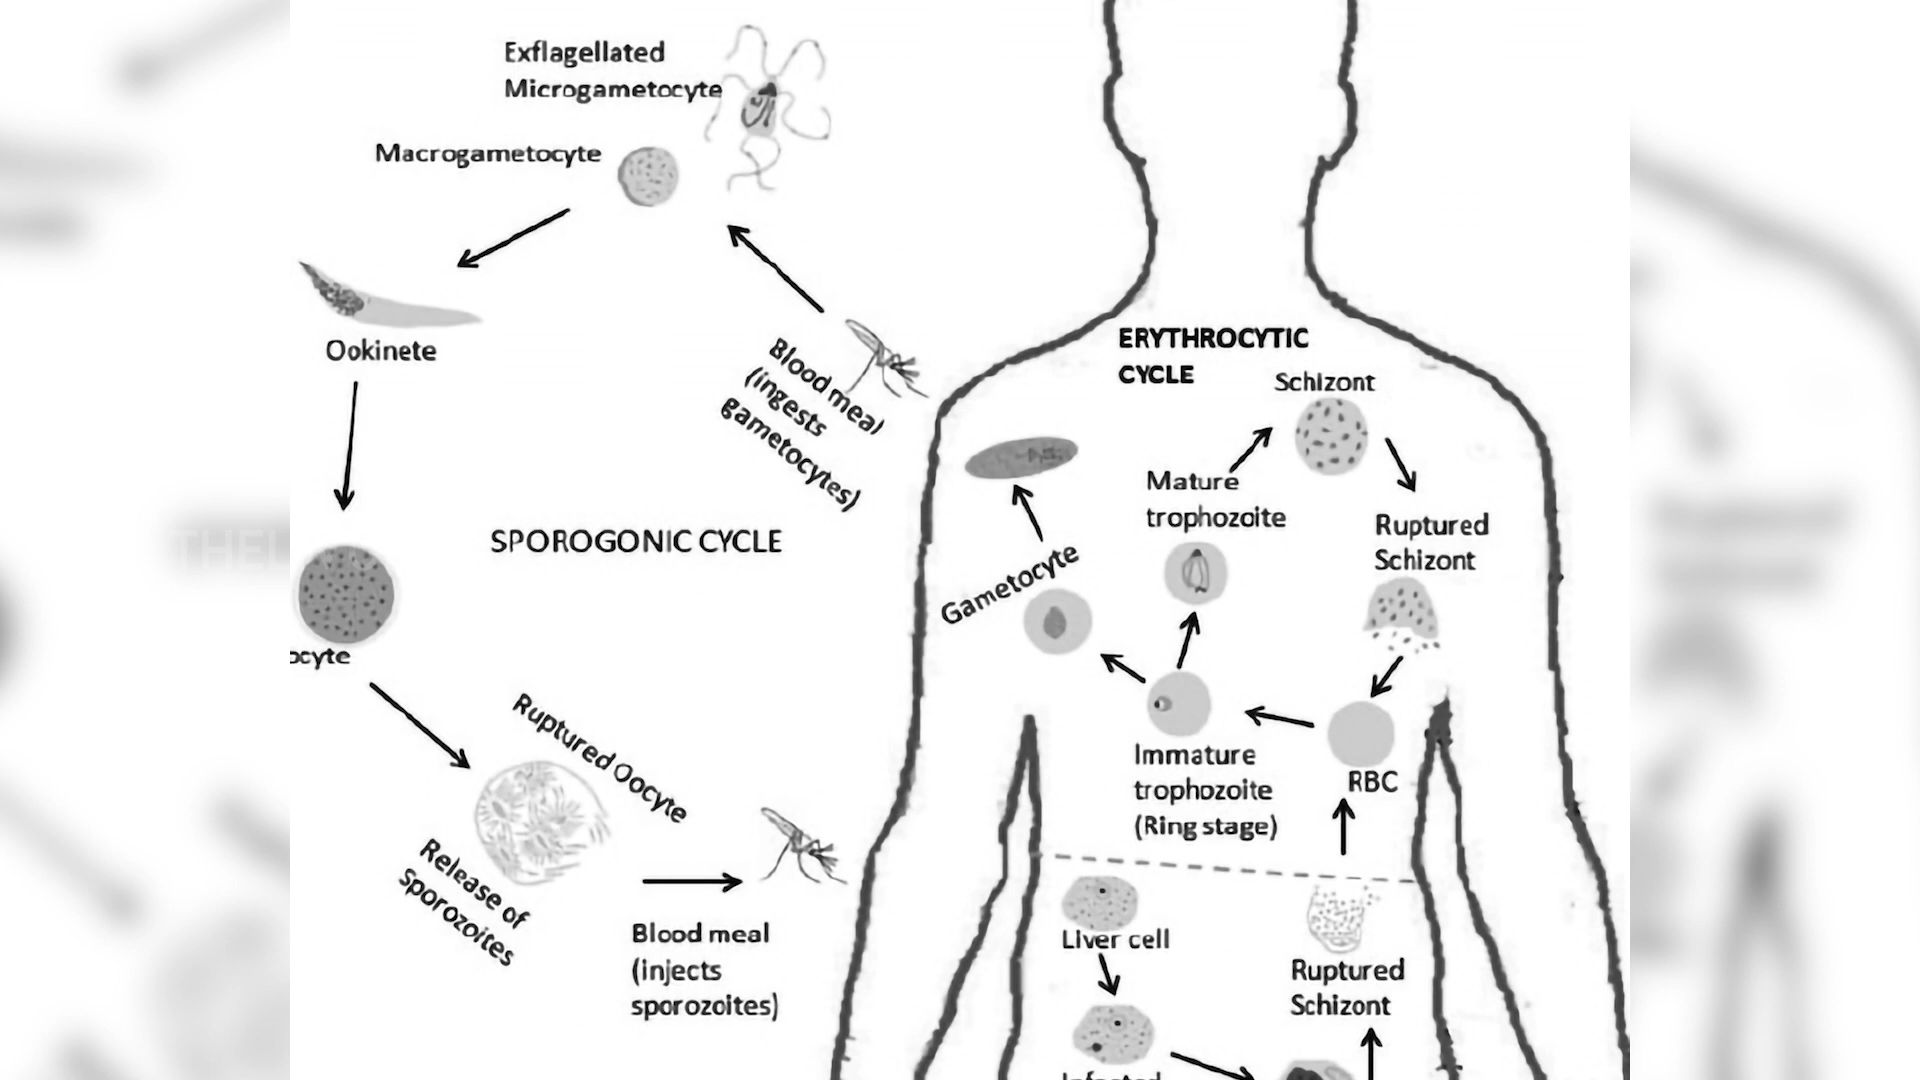 Exflagellated
Microgametocyte
Macrogametocyte
Ookinete
Blood meal
(ingests
gametocytes)
SPOROGONIC CYCLE
ocyte
Ruptured Oocyte
Release of
sporozoites
Blood meal
(injects
sporozoites)
ERYTHROCYTIC
CYCLE
Schizont
Mature
trophozoite
Ruptured
Schizont
Gametocyte
Immature
trophozoite
(Ring stage)
RBC
Liver cell
Ruptured
Schizont